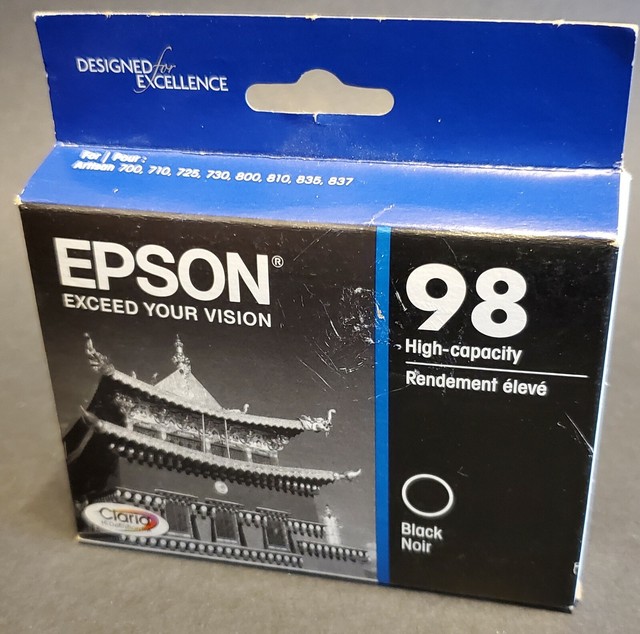 DESIGNED for
EXCELLENCE
For / Pour :
Artisan 700, 710, 725, 730, 800, 810, 835, 837
EPSON®
EXCEED YOUR VISION
98
High-capacity
Rendement élevé
Claria
Black
Noir